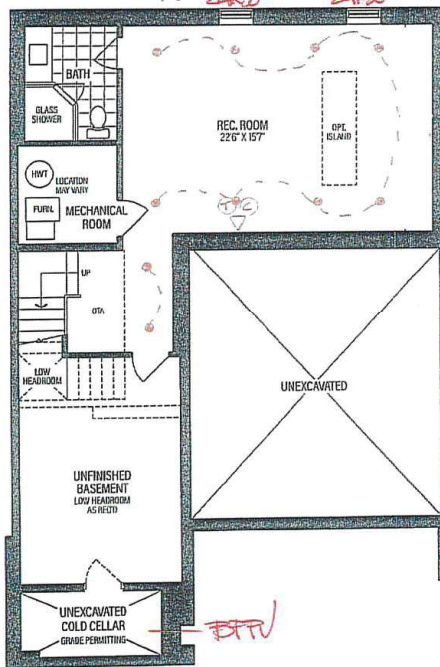 BATH
GLASS
SHOWER
REC. ROOM
22'6" X 15'7"
OPT.
ISLAND
HWT
LOCATION
MAY VARY
FURN.
MECHANICAL
ROOM
T C
UP
OTA
LOW
HEADROOM
UNEXCAVATED
UNFINISHED
BASEMENT
LOW HEADROOM
AS REQ'D
UNEXCAVATED
COLD CELLAR
GRADE PERMITTING